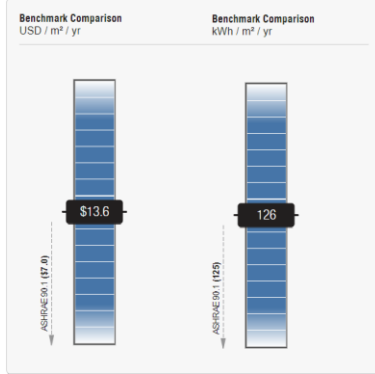 Benchmark Comparison
USD / m² / yr
$13.6
ASHRAE 90.1 ($7.0)
Benchmark Comparison
kWh / m² / yr
126
ASHRAE 90.1 (125)